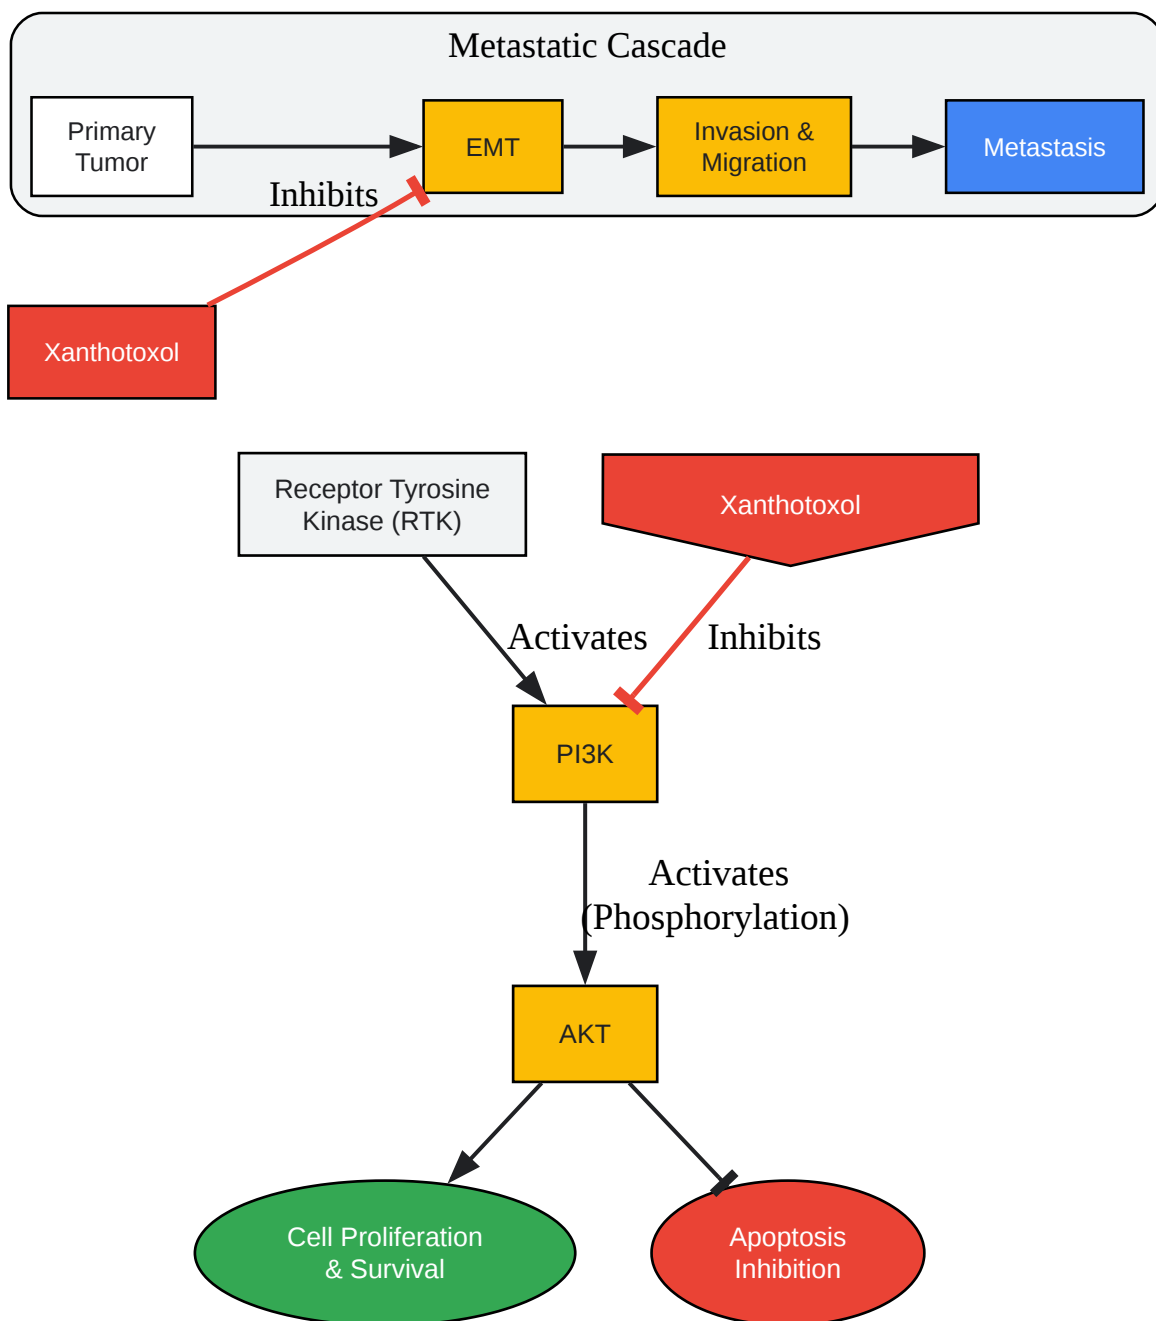 Metastatic Cascade
Primary
Tumor
EMT
Invasion &
Migration
Metastasis
Inhibits
Xanthotoxol
Receptor Tyrosine
Kinase (RTK)
Xanthotoxol
Activates
Inhibits
PI3K
Activates
(Phosphorylation)
AKT
Cell Proliferation
& Survival
Apoptosis
Inhibition